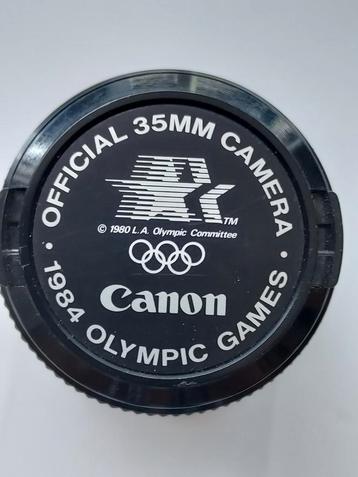 · OFFICIAL 35MM CAMERA ·
TM
© 1980 L.A. Olympic Committee
Canon
1984 OLYMPIC GAMES